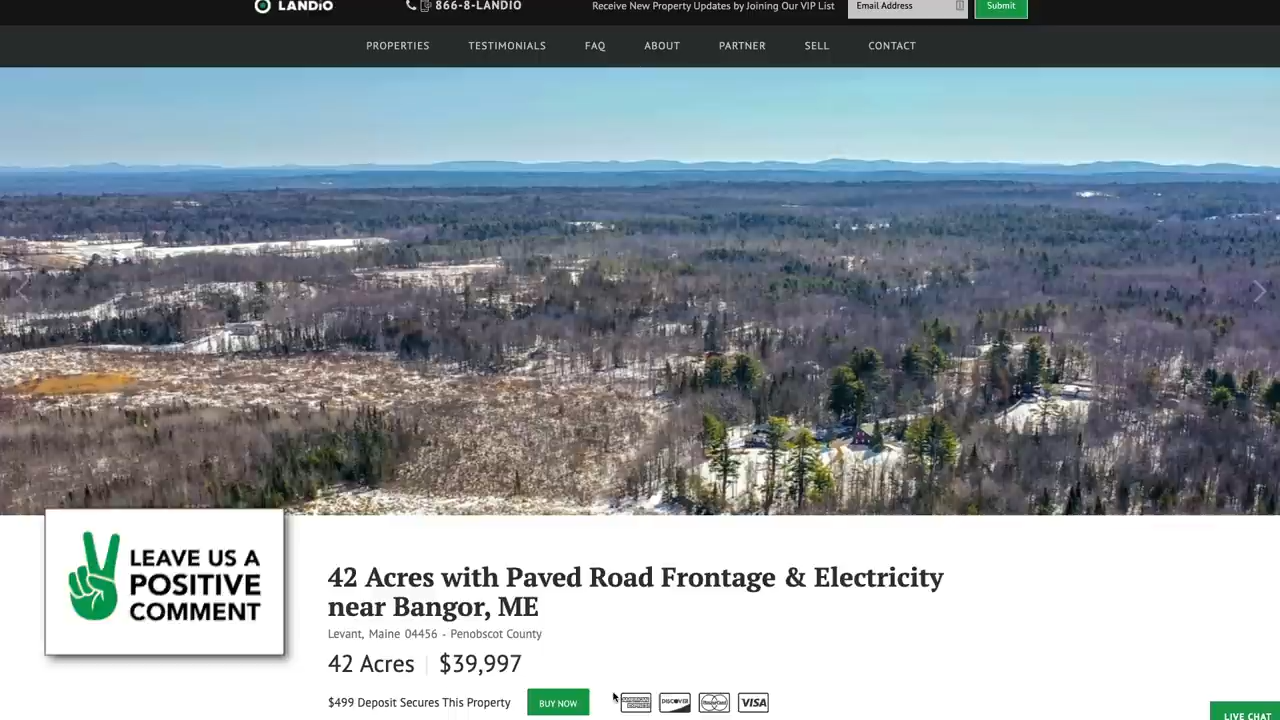 LANDiO
866-8-LANDIO
Receive New Property Updates by Joining Our VIP List
Email Address
Submit
PROPERTIES TESTIMONIALS FAQ ABOUT PARTNER SELL CONTACT
LEAVE US A
POSITIVE
COMMENT
42 Acres with Paved Road Frontage & Electricity
near Bangor, ME
Levant, Maine 04456 - Penobscot County
42 Acres $39,997
$499 Deposit Secures This Property
BUY NOW
AMERICAN EXPRESS DISCOVER MasterCard VISA
LIVE CHAT